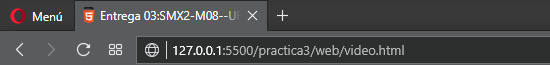 Menú
Entrega 03:SMX2-M08--U
127.0.0.1:5500/practica3/web/video.html